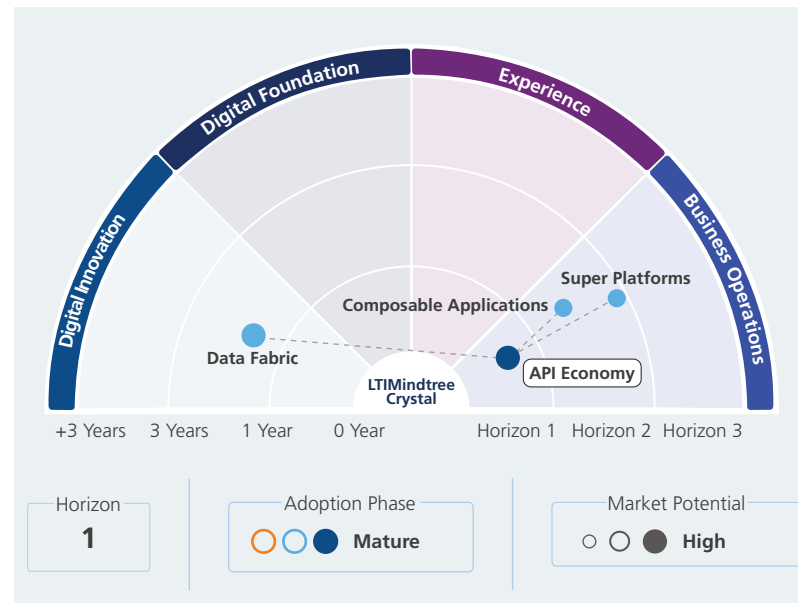 Digital Innovation
Digital Foundation
Experience
Business Operations
Super Platforms
Composable Applications
Data Fabric
API Economy
LTIMindtree
Crystal
+3 Years 3 Years 1 Year 0 Year Horizon 1 Horizon 2 Horizon 3
Horizon
1
Adoption Phase
Mature
Market Potential
High